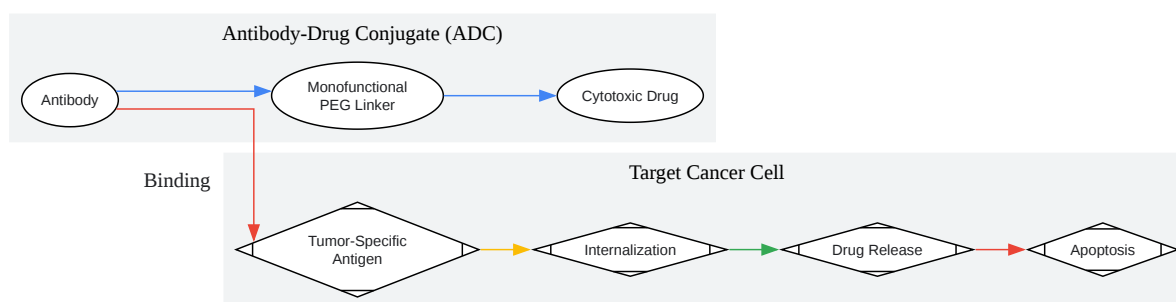 Antibody-Drug Conjugate (ADC)
Antibody
Monofunctional
PEG Linker
Cytotoxic Drug
Binding
Target Cancer Cell
Tumor-Specific
Antigen
Internalization
Drug Release
Apoptosis